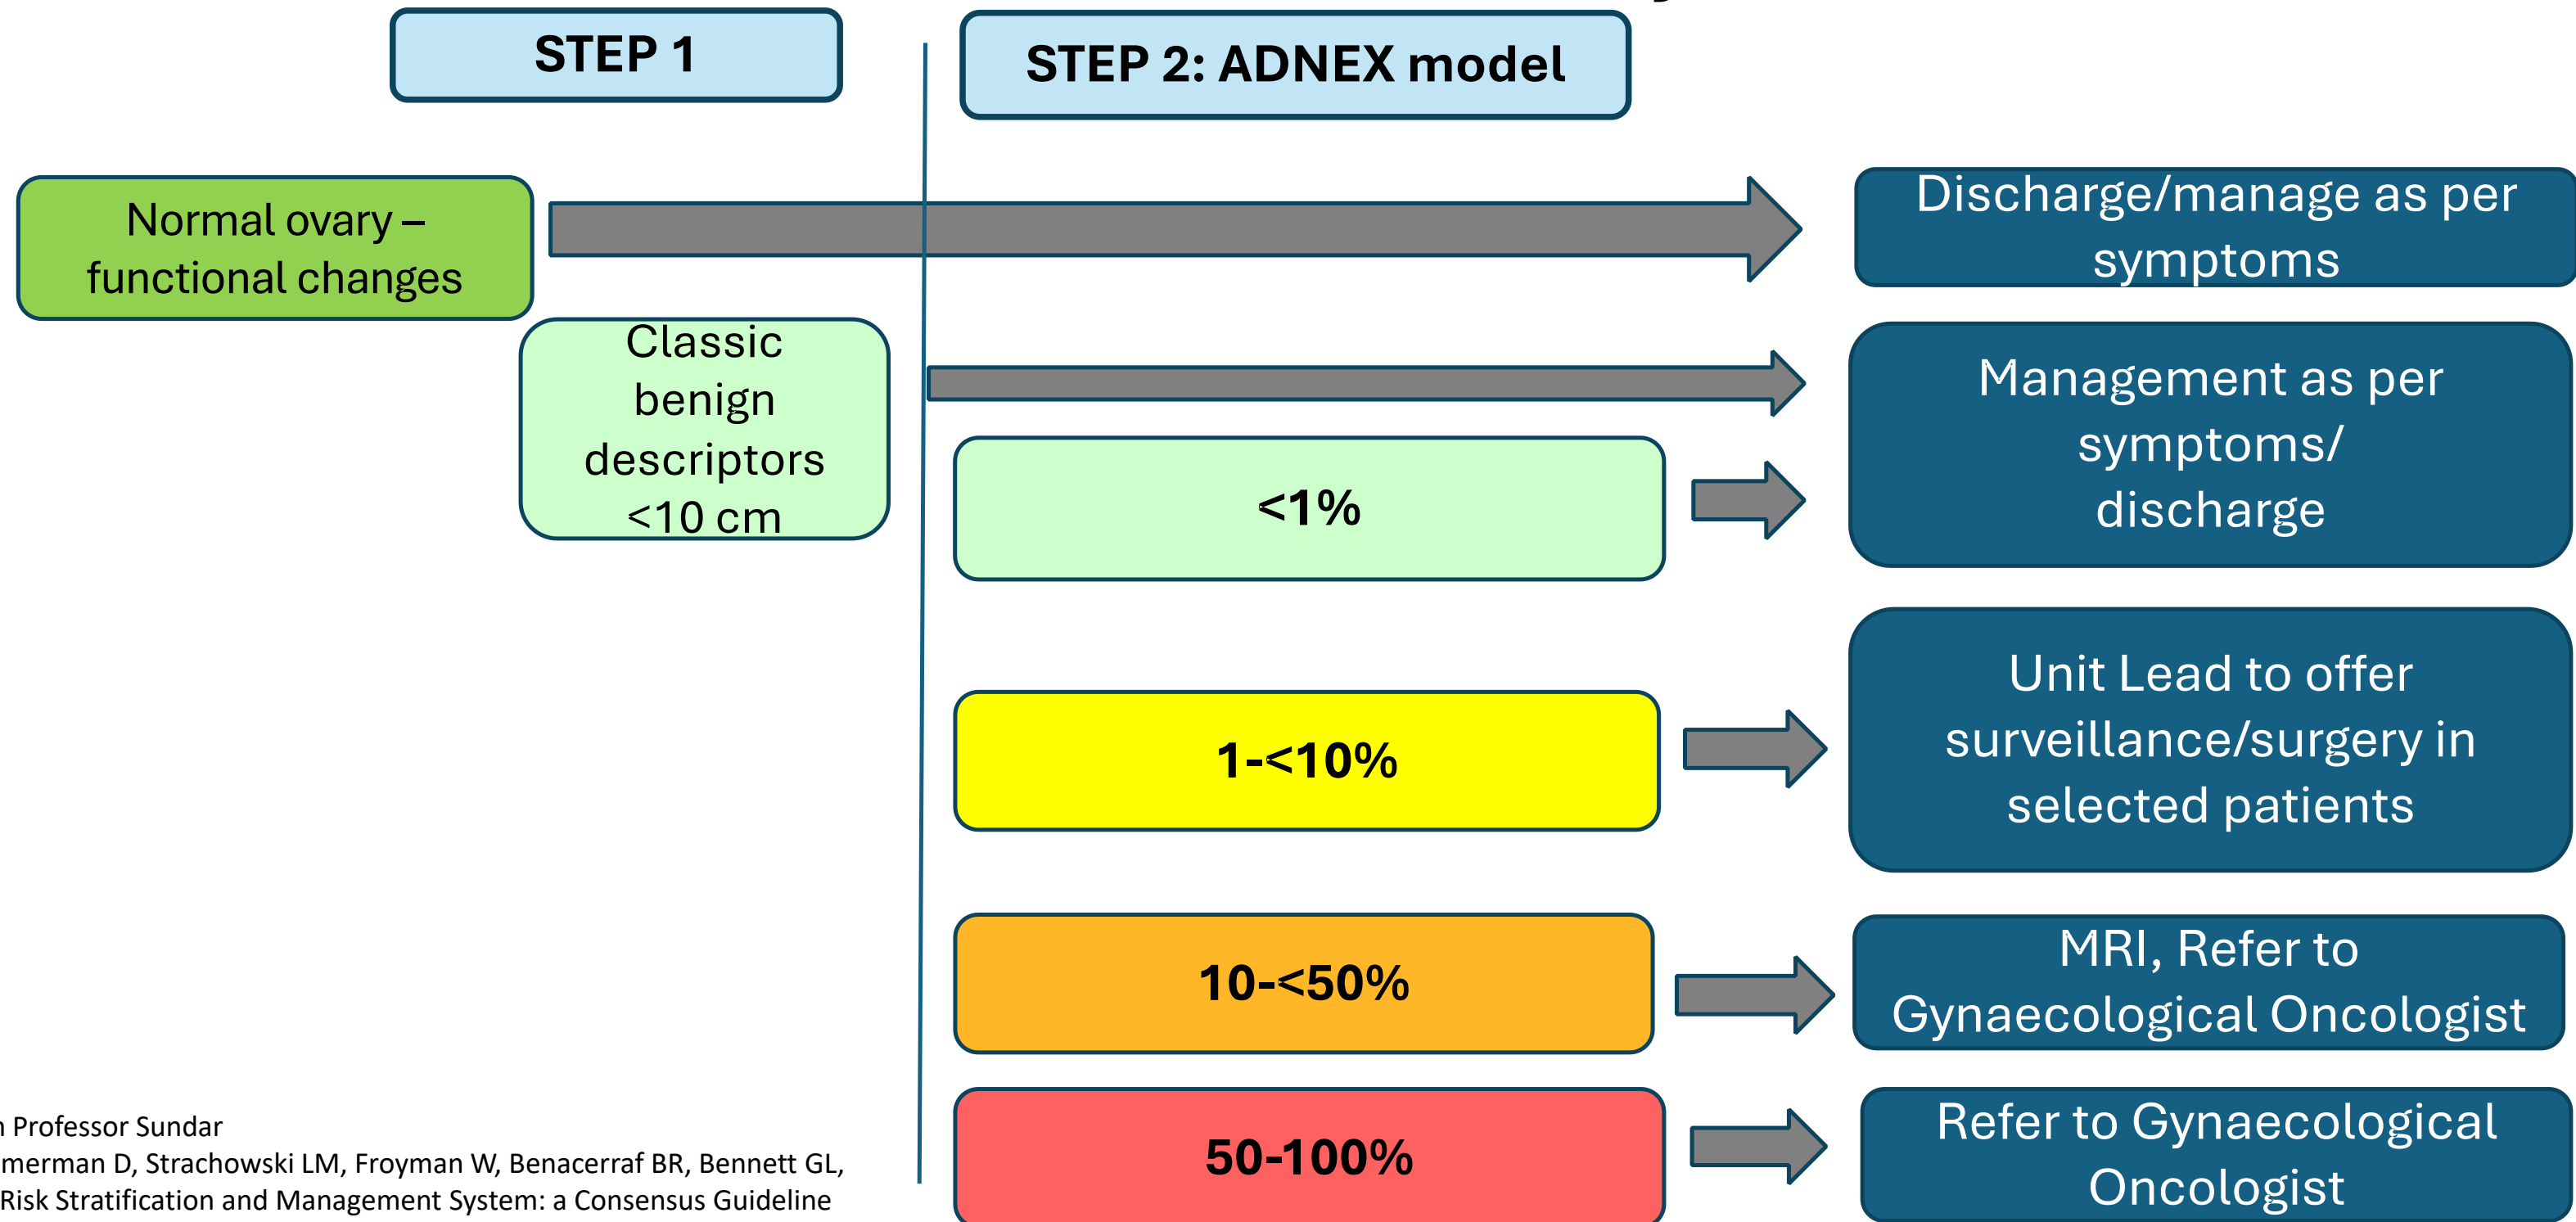 STEP 1
STEP 2: ADNEX model
Normal ovary –
functional changes
Discharge/manage as per
symptoms
Classic
benign
descriptors
<10 cm
Management as per
symptoms/
discharge
<1%
1-<10%
Unit Lead to offer
surveillance/surgery in
selected patients
10-<50%
MRI, Refer to
Gynaecological Oncologist
50-100%
Refer to Gynaecological
Oncologist
Professor Sundar
merman D, Strachowski LM, Froyman W, Benacerraf BR, Bennett GL,
Risk Stratification and Management System: a Consensus Guideline